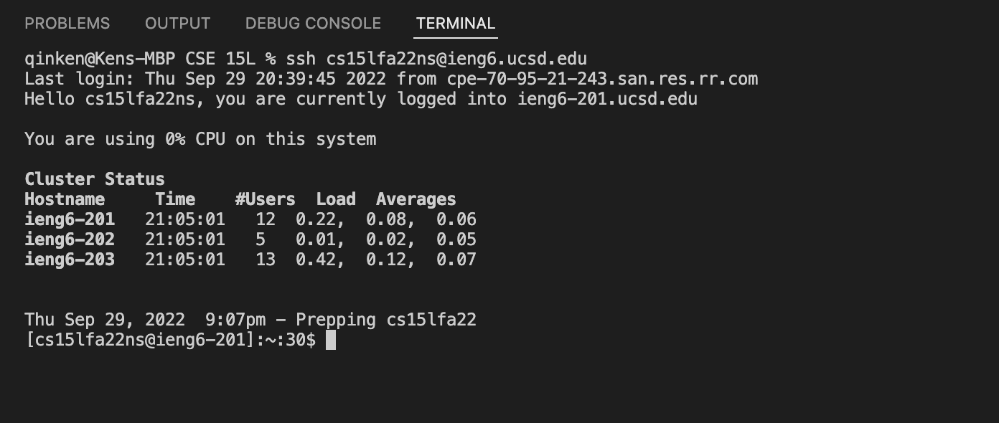 PROBLEMS OUTPUT DEBUG CONSOLE TERMINAL
qinken@Kens-MBP CSE 15L % ssh cs15lfa22ns@ieng6.ucsd.edu
Last login: Thu Sep 29 20:39:45 2022 from cpe-70-95-21-243.san.res.rr.com
Hello cs15lfa22ns, you are currently logged into ieng6-201.ucsd.edu
You are using 0% CPU on this system
Cluster Status
Hostname     Time    #Users  Load  Averages
ieng6-201   21:05:01   12  0.22,  0.08,  0.06
ieng6-202   21:05:01   5   0.01,  0.02,  0.05
ieng6-203   21:05:01   13  0.42,  0.12,  0.07
Thu Sep 29, 2022  9:07pm - Prepping cs15lfa22
[cs15lfa22ns@ieng6-201]:~:30$